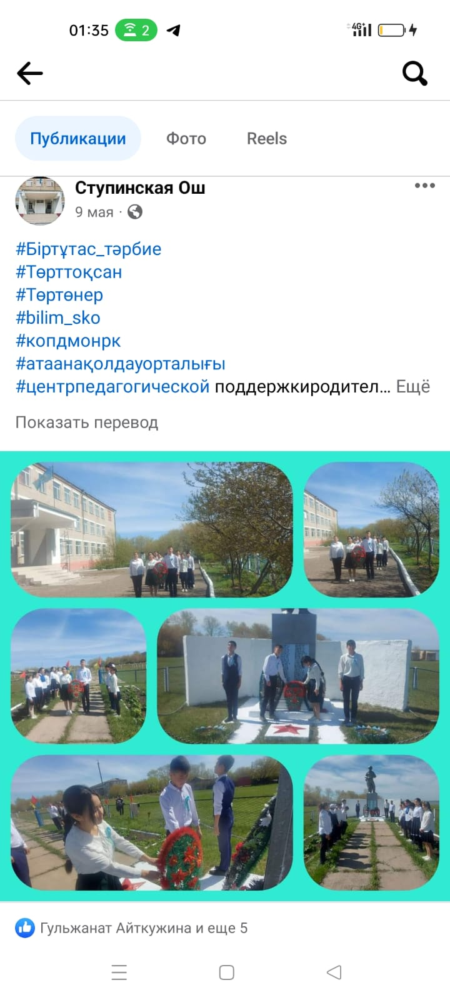 01:35 2 4G+
Публикации Фото Reels
Ступинская Ош
9 мая ·
#Біртұтас_тәрбие
#Төрттоқсан
#Төртөнер
#bilim_sko
#копдмонрк
#атаанақолдауорталығы
#центрпедагогической поддержкиродител... Ещё
Показать перевод
Гульжанат Айткужина и еще 5